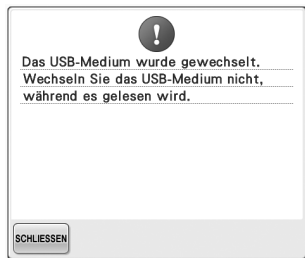 Das USB-Medium wurde gewechselt.
Wechseln Sie das USB-Medium nicht,
während es gelesen wird.
SCHLIESSEN